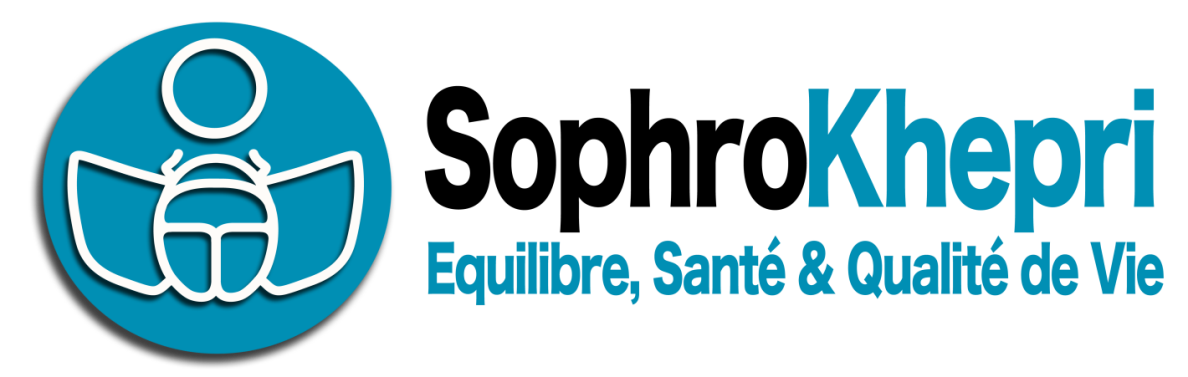 SophroKhepri
Equilibre, Santé & Qualité de Vie